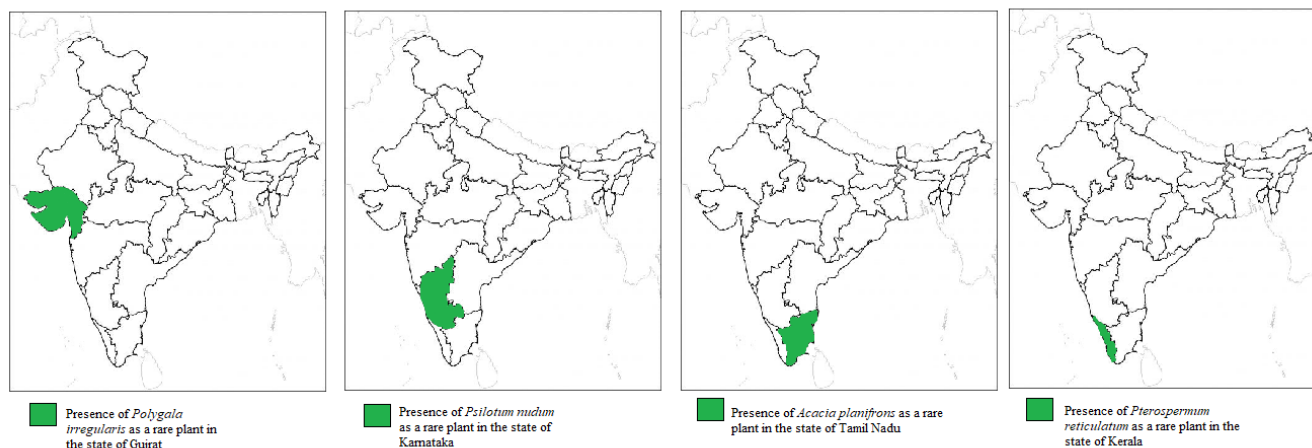 Presence of Polygala
irregularis as a rare plant in
the state of Gujrat
Presence of Psilotum nudum
as a rare plant in the state of
Karnataka
Presence of Acacia planifrons as a rare
plant in the state of Tamil Nadu
Presence of Pterospermum
reticulatum as a rare plant in the
state of Kerala